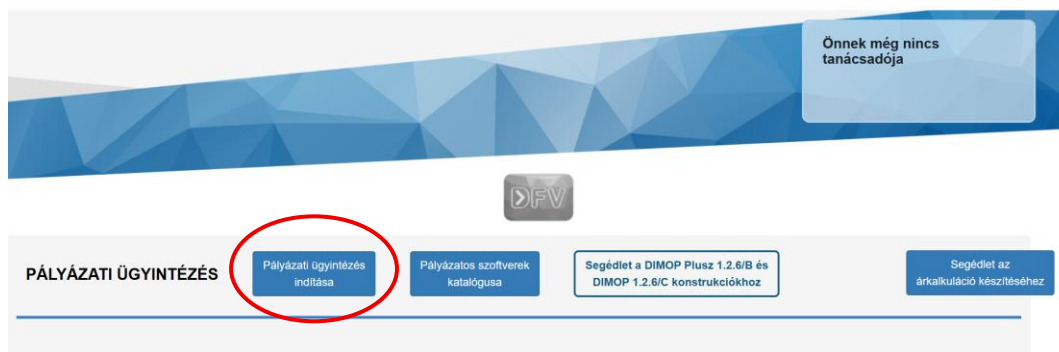 Önnek még nincs
tanácsadója
DFV
PÁLYÁZATI ÜGYINTÉZÉS
Pályázati ügyintézés
indítása
Pályázatos szoftverek
katalógusa
Segédlet a DIMOP Plusz 1.2.6/B és
DIMOP 1.2.6/C konstrukciókhoz
Segédlet az
árkalkuláció készítéséhez